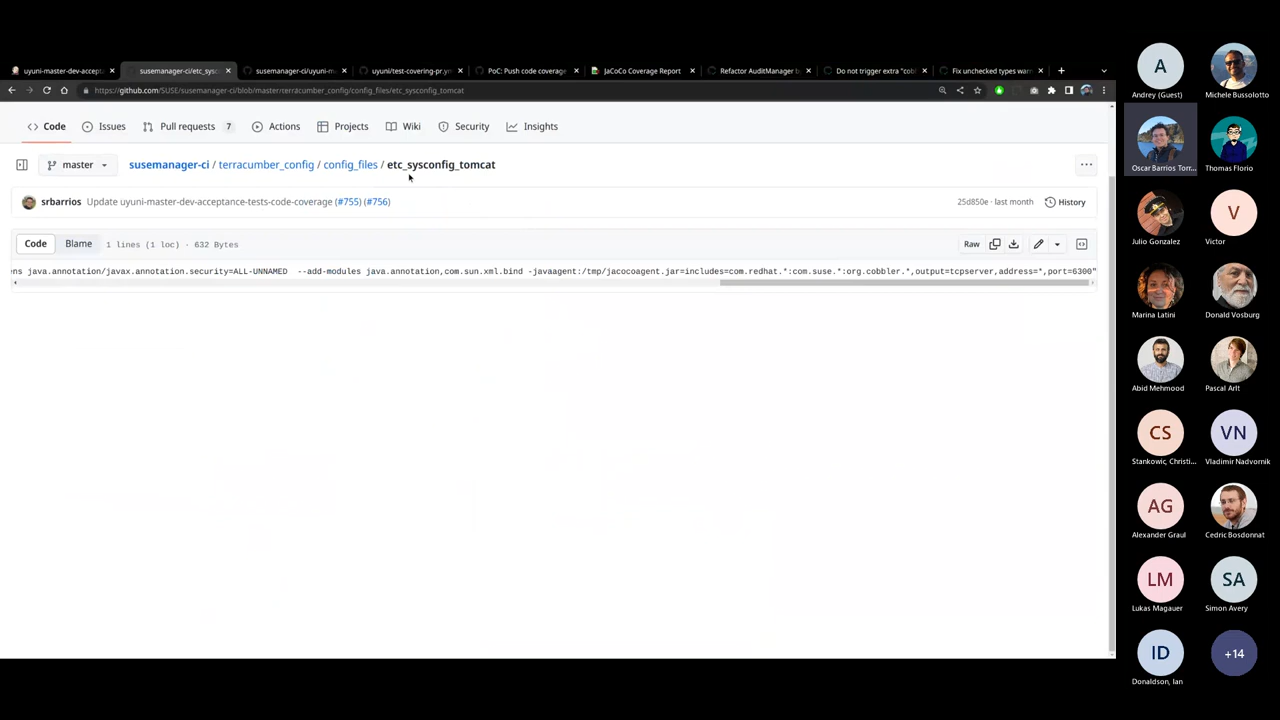 uyuni-master-dev-accept
susemanager-ci/etc_sysc
susemanager-ci/uyuni-m
uyuni/test-covering-pr.yn
PoC: Push code coverage
JaCoCo Coverage Report
Refactor AuditManager b
Do not trigger extra "cobl
Fix unchecked types warn
https://github.com/SUSE/susemanager-ci/blob/master/terracumber_config/config_files/etc_sysconfig_tomcat
Code
Issues
Pull requests 7
Actions
Projects
Wiki
Security
Insights
master
susemanager-ci / terracumber_config / config_files / etc_sysconfig_tomcat
srbarrios Update uyuni-master-dev-acceptance-tests-code-coverage (#755) (#756)
25d850e · last month
History
Code
Blame
1 lines (1 loc) · 632 Bytes
Raw
ens java.annotation/javax.annotation.security=ALL-UNNAMED --add-modules java.annotation,com.sun.xml.bind -javaagent:/tmp/jacocoagent.jar=includes=com.redhat.*:com.suse.*:org.cobbler.*,output=tcpserver,address=*,port=6300"
A
Andrey (Guest)
Michele Bussolotto
Oscar Barrios Torr...
Thomas Florio
Julio Gonzalez
V
Victor
Marina Latini
Donald Vosburg
Abid Mehmood
Pascal Arlt
CS
Stankowic, Christi...
VN
Vladimir Nadvornik
AG
Alexander Graul
Cedric Bosdonnat
LM
Lukas Magauer
SA
Simon Avery
ID
Donaldson, Ian
+14